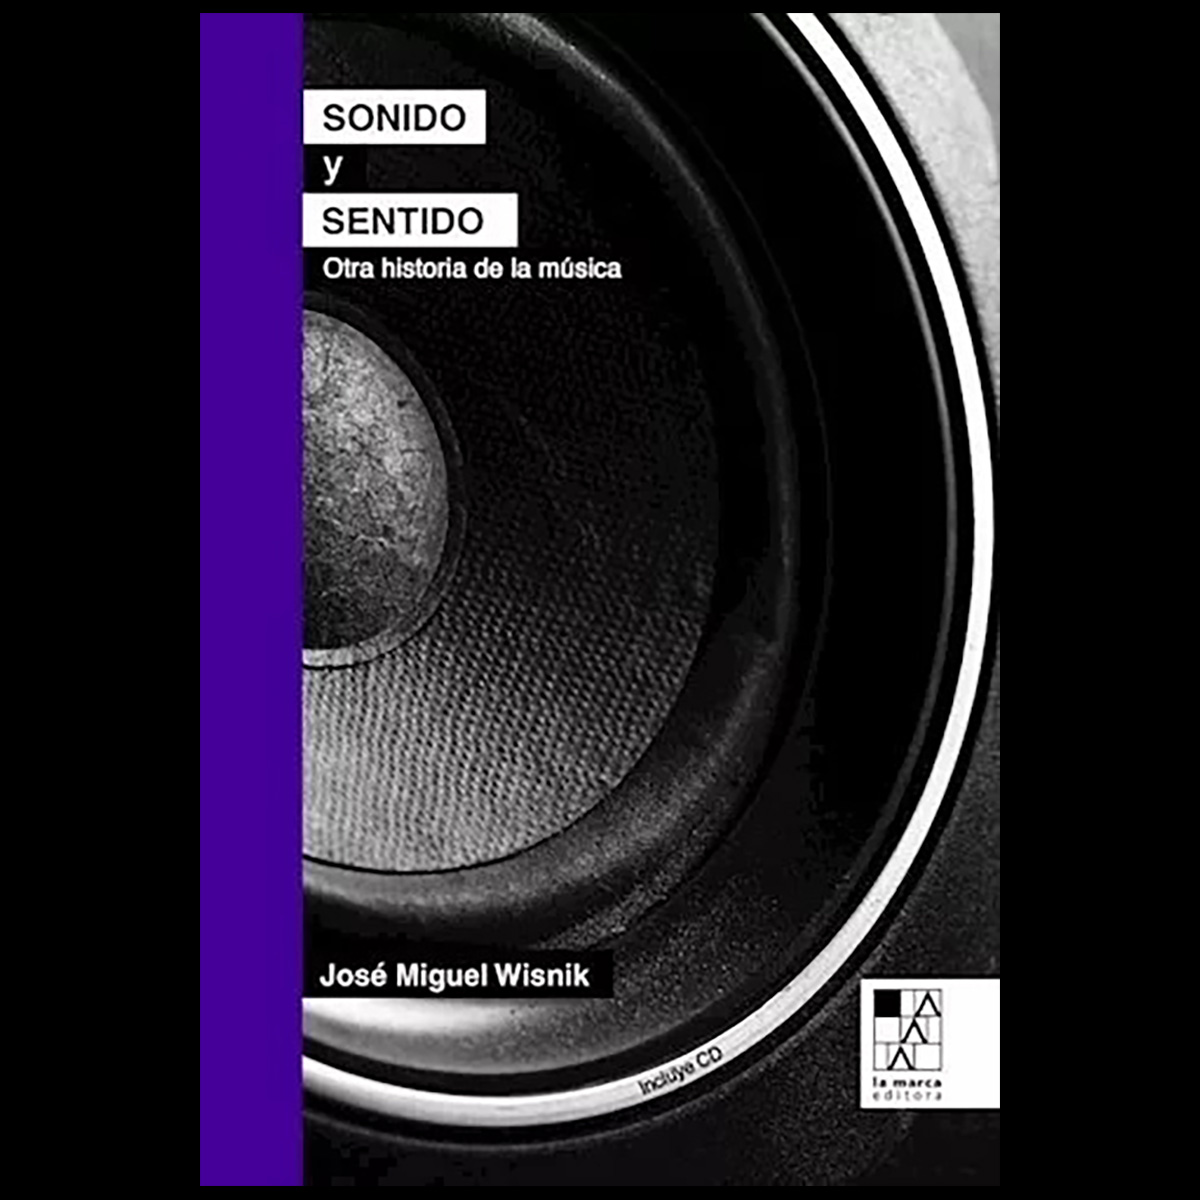 SONIDO
y
SENTIDO
Otra historia de la música
José Miguel Wisnik
Incluye CD
la marca
editora